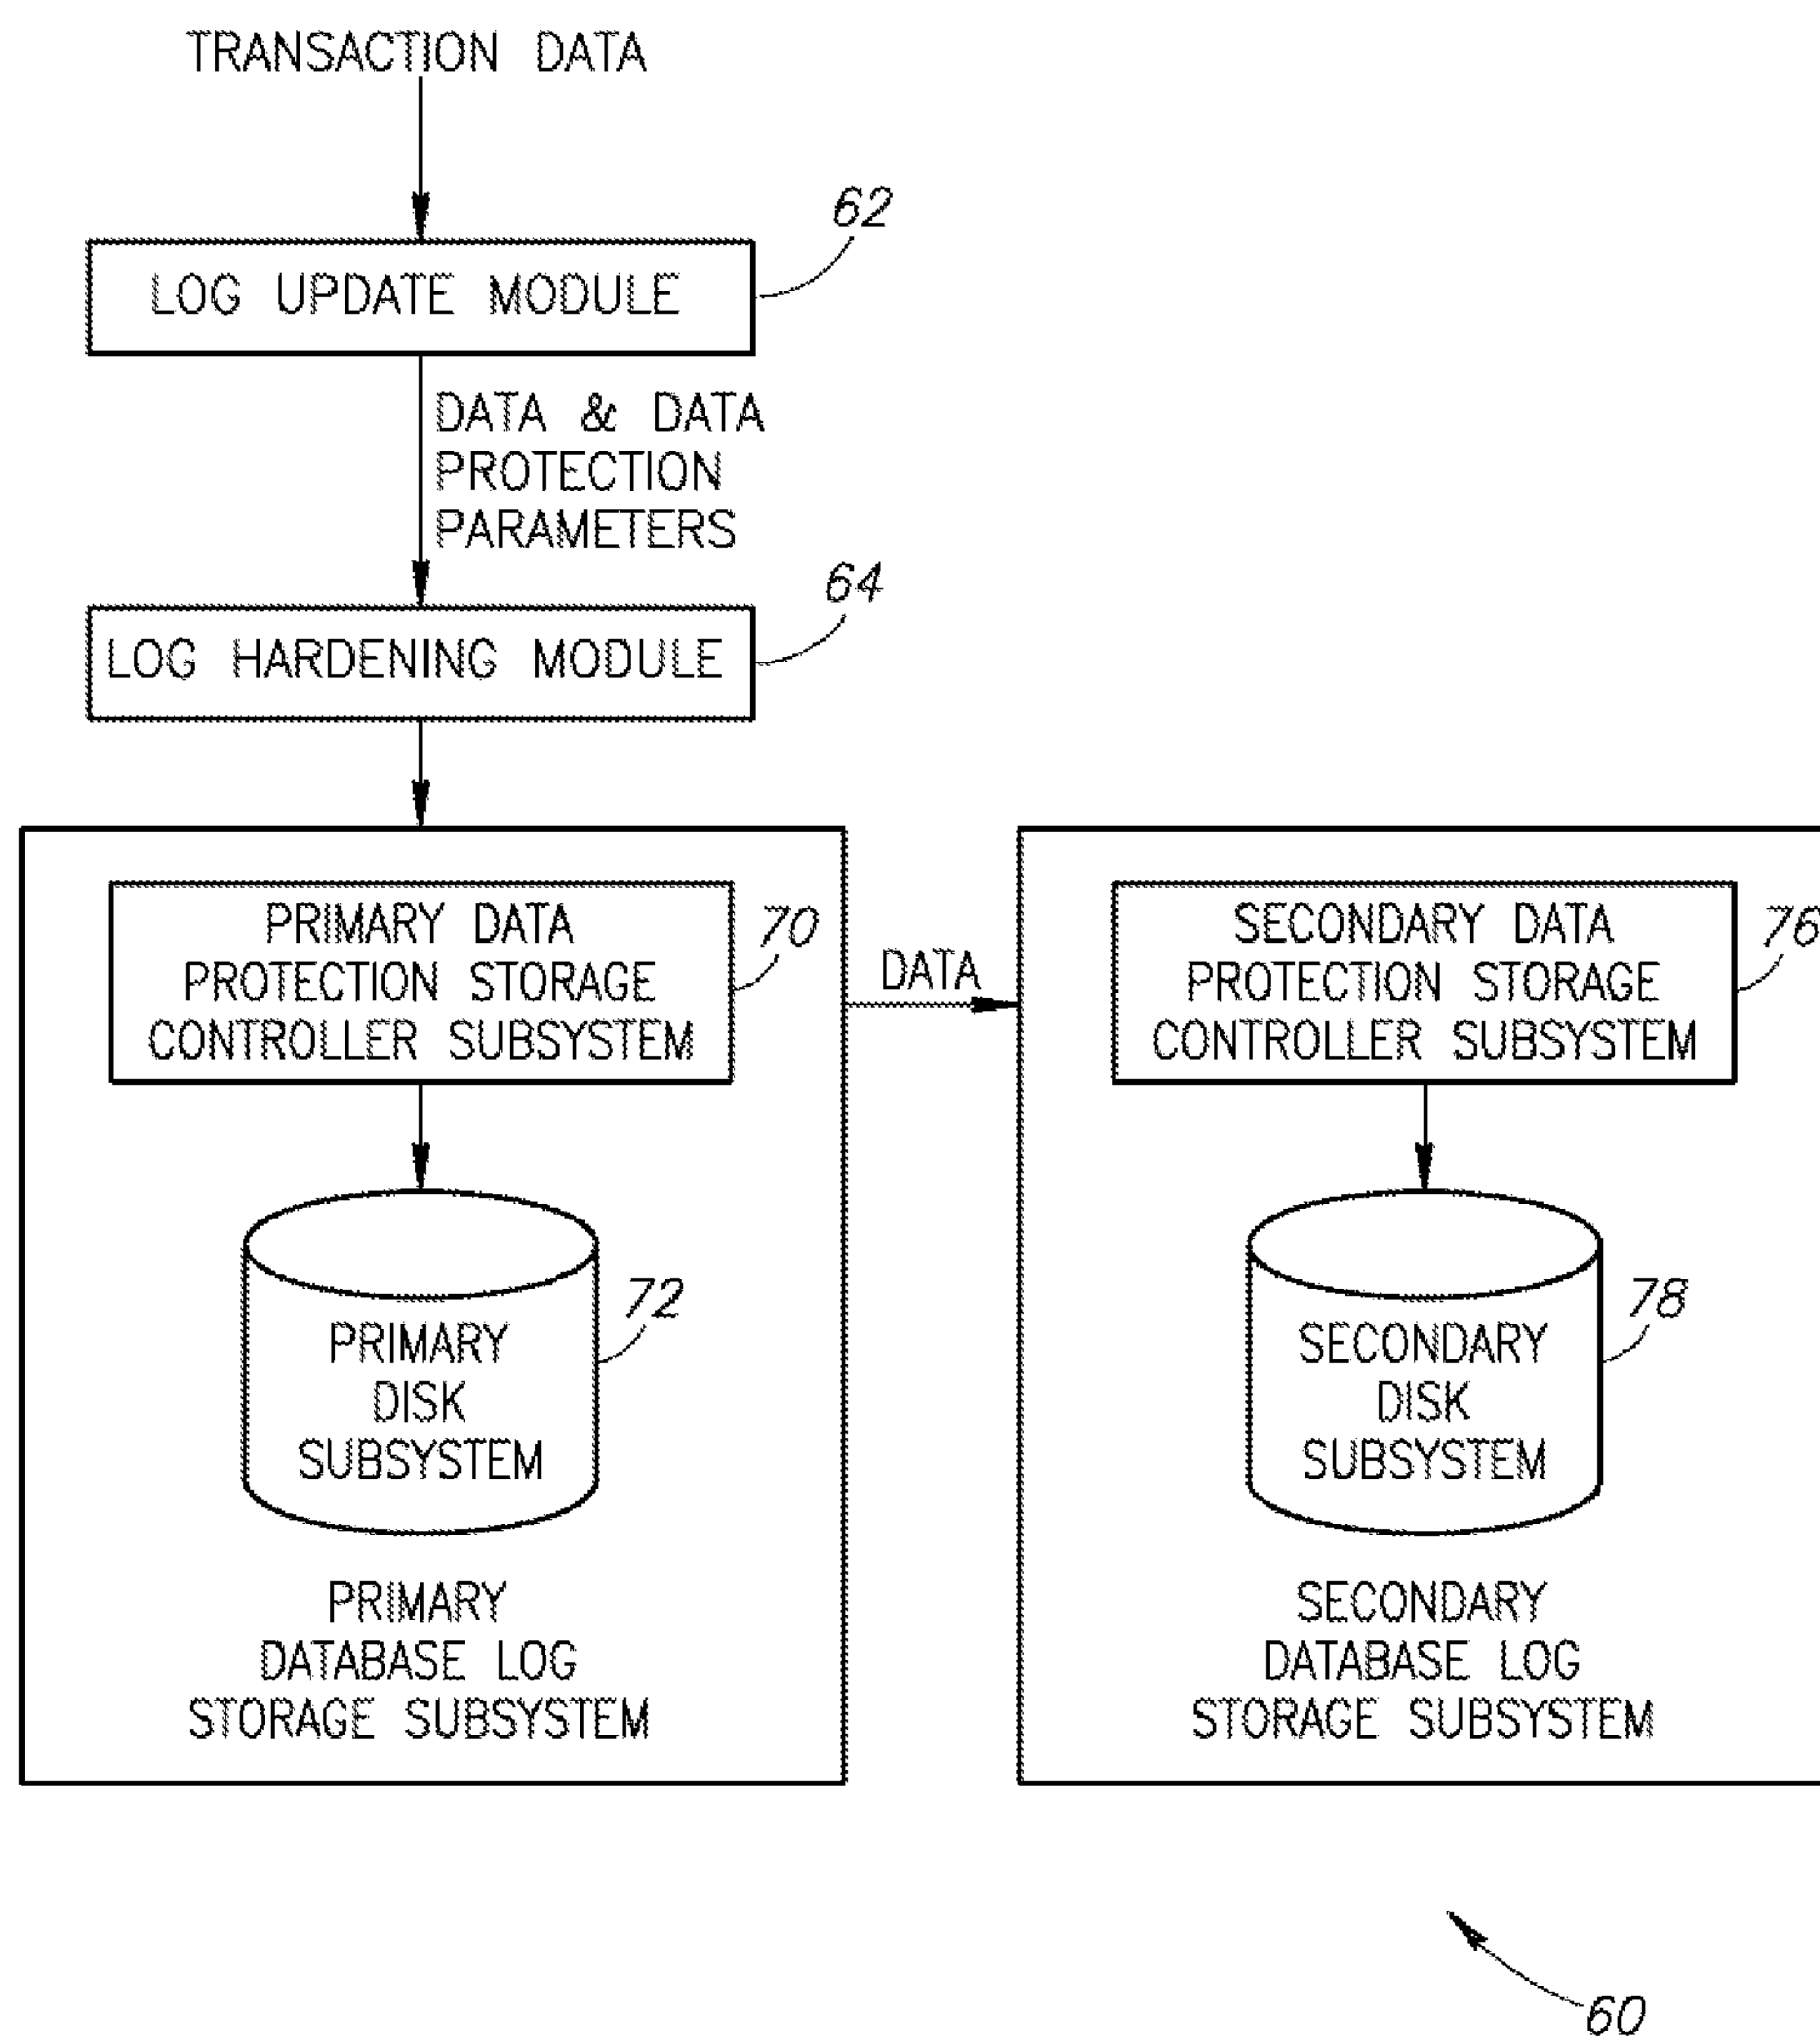 TRANSACTION DATA
62
LOG UPDATE MODULE
DATA & DATA
PROTECTION
PARAMETERS
64
LOG HARDENING MODULE
PRIMARY DATA
PROTECTION STORAGE
CONTROLLER SUBSYSTEM
70
DATA
SECONDARY DATA
PROTECTION STORAGE
CONTROLLER SUBSYSTEM
76
72
PRIMARY
DISK
SUBSYSTEM
78
SECONDARY
DISK
SUBSYSTEM
PRIMARY
DATABASE LOG
STORAGE SUBSYSTEM
SECONDARY
DATABASE LOG
STORAGE SUBSYSTEM
60